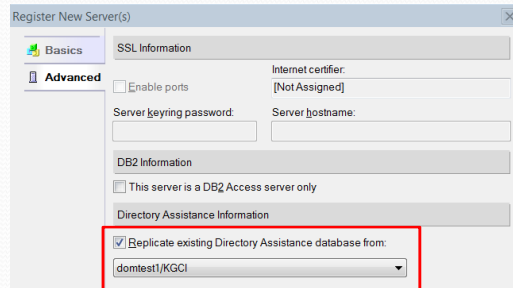 Register New Server(s)
Basics
Advanced
SSL Information
Enable ports
Internet certifier:
[Not Assigned]
Server keyring password:
Server hostname:
DB2 Information
This server is a DB2 Access server only
Directory Assistance Information
Replicate existing Directory Assistance database from:
domtest1/KGCI